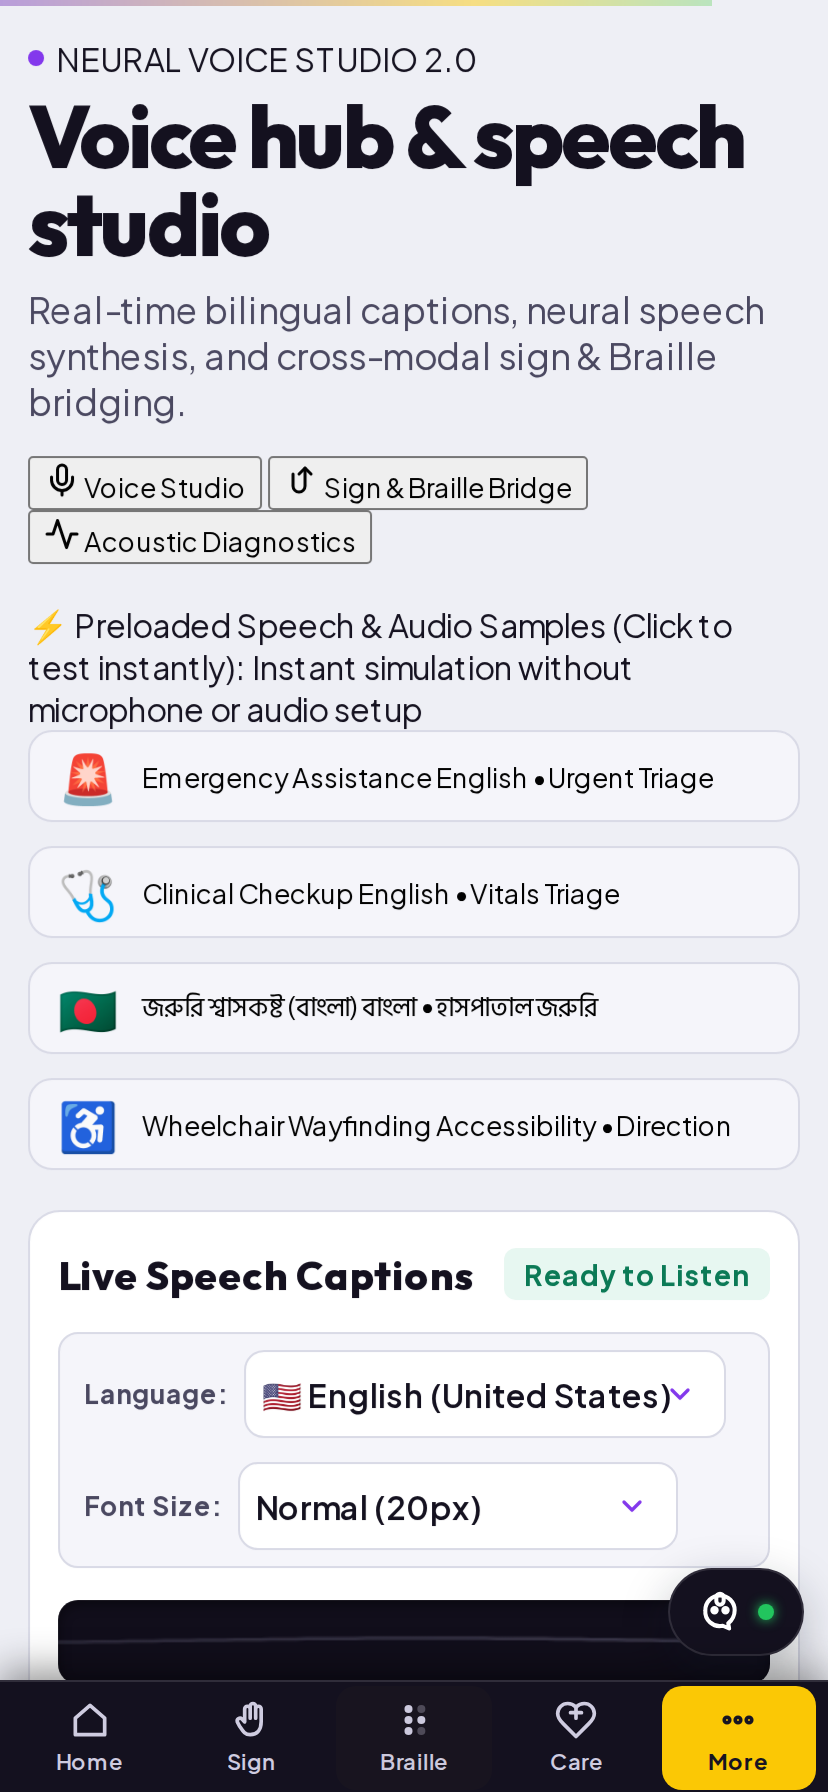 NEURAL VOICE STUDIO 2.0
Voice hub & speech
studio
Real-time bilingual captions, neural speech
synthesis, and cross-modal sign & Braille
bridging.
Voice Studio
Sign & Braille Bridge
Acoustic Diagnostics
⚡ Preloaded Speech & Audio Samples (Click to
test instantly): Instant simulation without
microphone or audio setup
Emergency Assistance English • Urgent Triage
Clinical Checkup English • Vitals Triage
জরুরি শ্বাসকষ্ট (বাংলা) বাংলা • হাসপাতাল জরুরি
Wheelchair Wayfinding Accessibility • Direction
Live Speech Captions
Ready to Listen
Language: 🇺🇸 English (United States)
Font Size: Normal (20px)
Home
Sign
Braille
Care
More